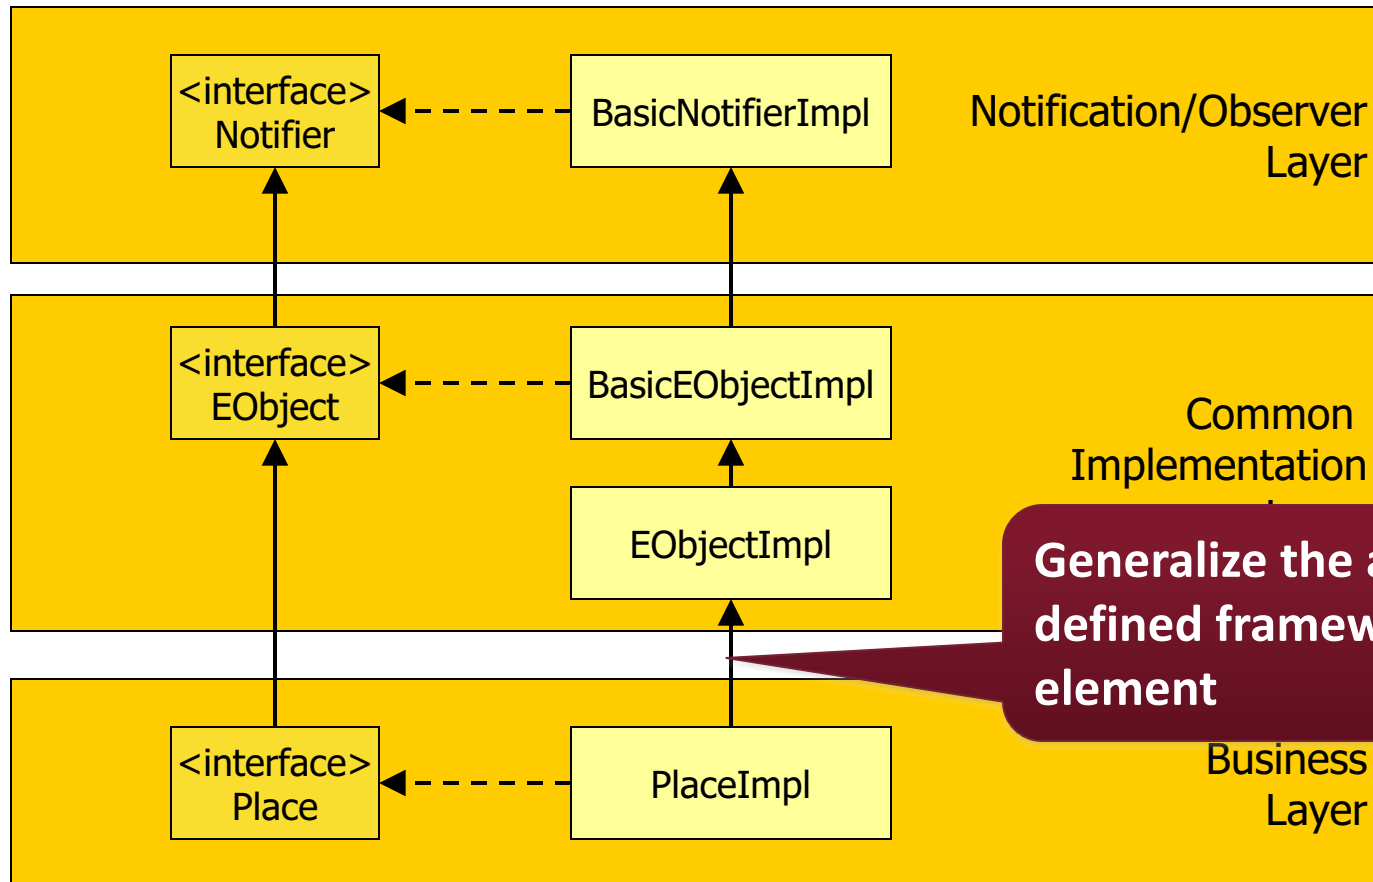 <interface>
Notifier
BasicNotifierImpl
Notification/Observer
Layer
<interface>
EObject
BasicEObjectImpl
Common
Implementation
EObjectImpl
Generalize the
defined
element
<interface>
Place
PlaceImpl
Business
Layer